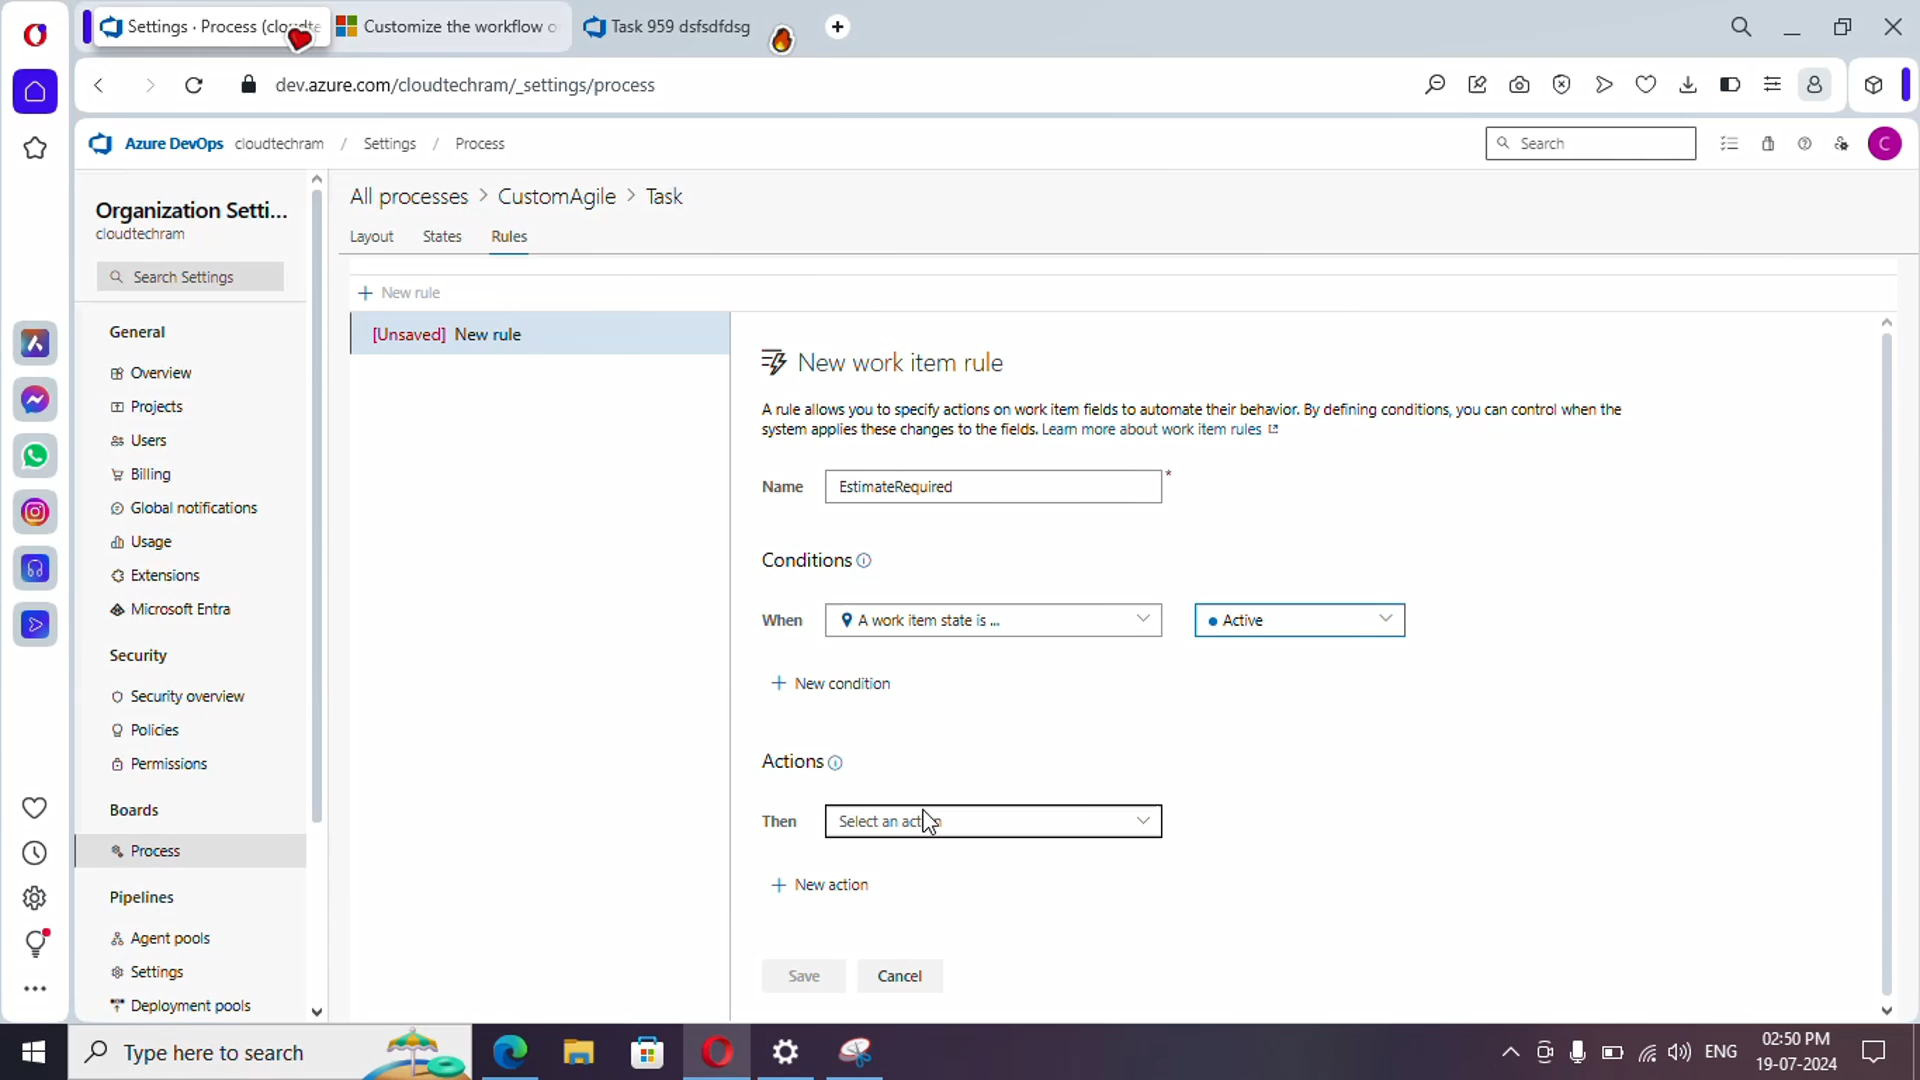 Settings · Process (cloudte
Customize the workflow o
Task 959 dsfsdfdsg
dev.azure.com/cloudtechram/_settings/process
Azure DevOps cloudtechram / Settings / Process
Search
C
Organization Setti...
cloudtechram
Search Settings
General
Overview
Projects
Users
Billing
Global notifications
Usage
Extensions
Microsoft Entra
Security
Security overview
Policies
Permissions
Boards
Process
Pipelines
Agent pools
Settings
Deployment pools
All processes > CustomAgile > Task
Layout States Rules
New rule
[Unsaved] New rule
New work item rule
A rule allows you to specify actions on work item fields to automate their behavior. By defining conditions, you can control when the
system applies these changes to the fields. Learn more about work item rules
Name EstimateRequired *
Conditions
When A work item state is ... Active
New condition
Actions
Then Select an action
New action
Save Cancel
Type here to search
ENG
02:50 PM
19-07-2024